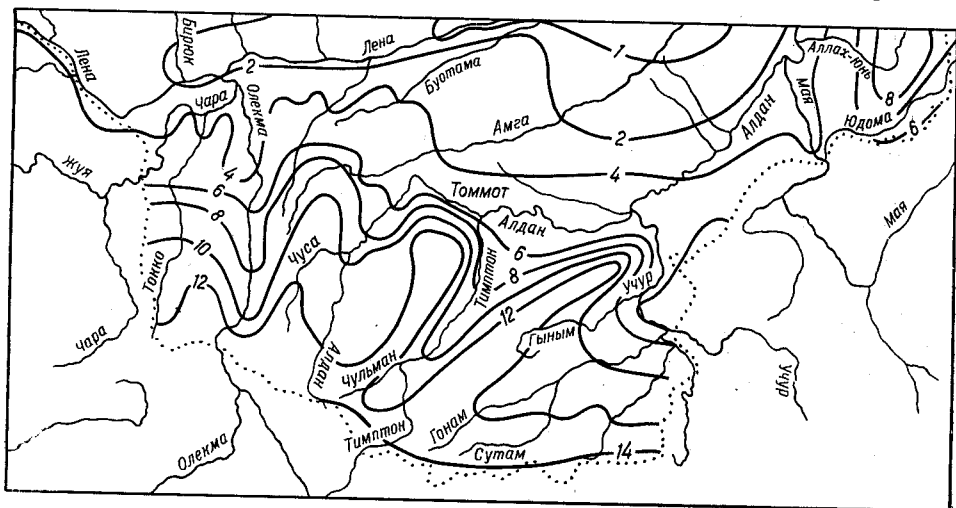 Лена
Бирюк
2
Лена
1
Аллах-Юнь
8
Чара
Олекма
Буотама
Амга
2
Алдан
Мая
Юдома
6
Жуя
4
4
Мая
6
Томмот
8
Алдан
Чуса
6
10
8
Токко
12
Тимптон
12
Учур
Чара
Гыным
Учур
Алдан
Чульман
Тимптон
Гонам
Олекма
Сутам
14